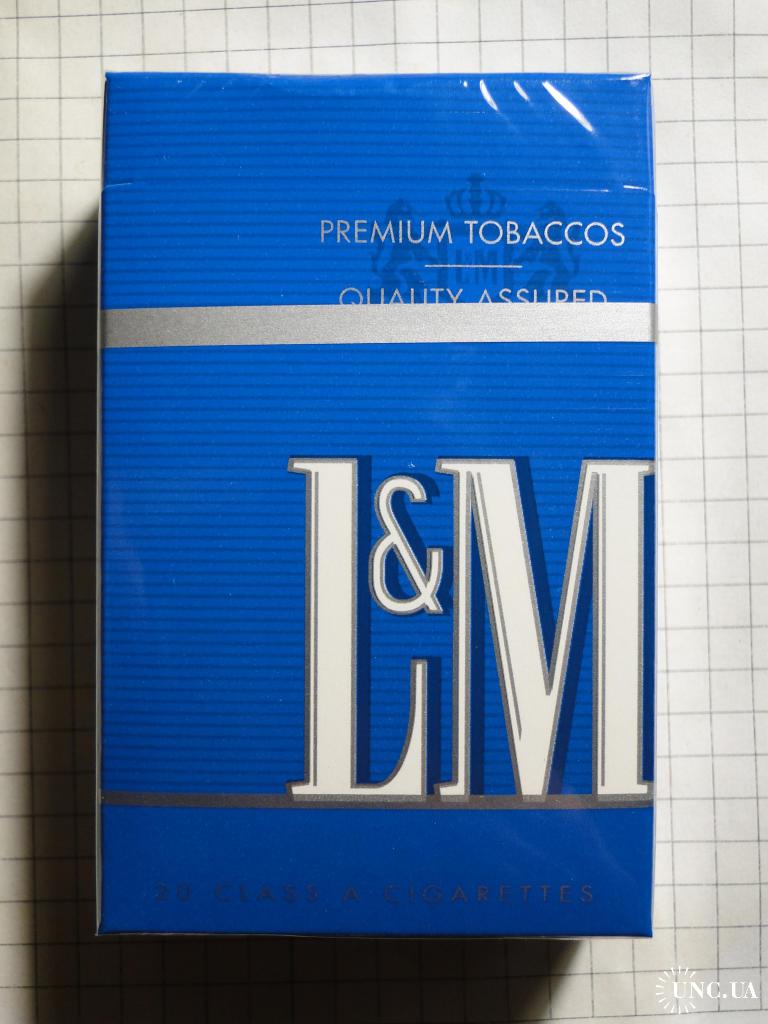 PREMIUM TOBACCOS
QUALITY ASSURED
L&M
20 CLASS A CIGARETTES
UNC.UA